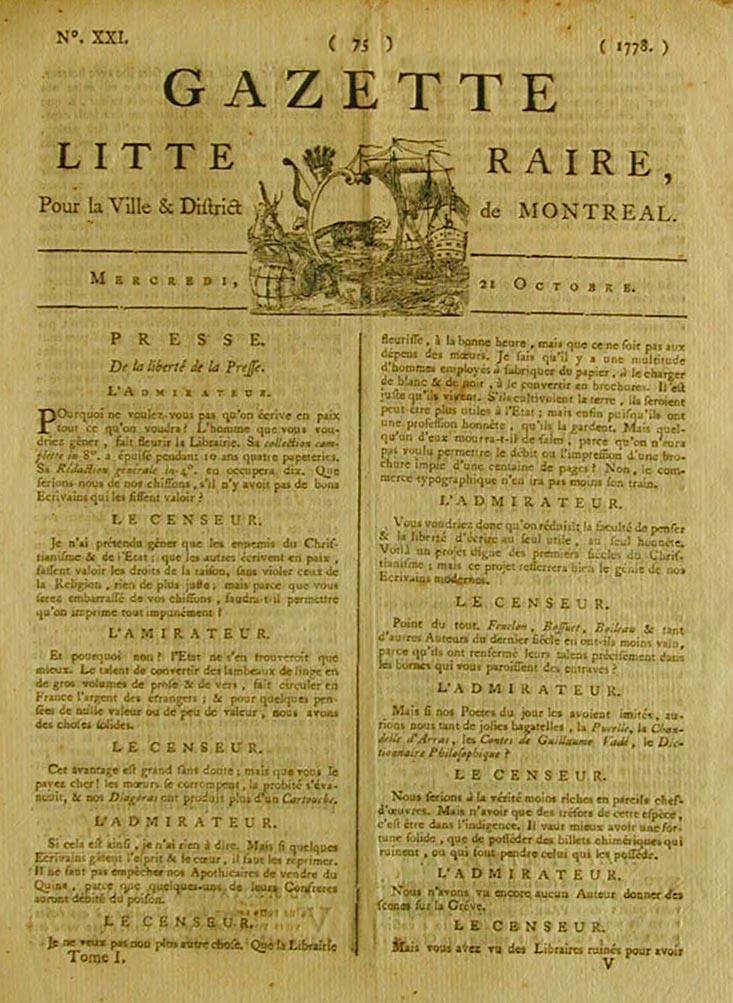 Nº. XXI.
( 75 )
( 1778. )
GAZETTE
LITTERAIRE,
Pour la Ville & District de MONTREAL.
MERCREDI, 21 OCTOBRE.
PRESSE.
De la liberté de la Presse.
L'ADMIRATEUR.
POurquoi ne voulez-vous pas qu'on écrive en paix
tout ce qu'on voudra? L'homme que vous vou-
driez gêner, fait fleurir la Librairie. Sa collection com-
plette in 8º. a épuisé pendant 10 ans quatre papeteries.
Sa Rédaction générale in-4º. en occupera dix. Que
serions-nous de nos chiffons, s'il n'y avoit pas de bons
Ecrivains qui les fissent valoir?
LE CENSEUR.
Je n'ai prétendu gêner que les ennemis du Chris-
tianisme & de l'Etat; que les autres écrivent en paix,
fassent valoir les droits de la raison, sans violer ceux de
la Religion, rien de plus juste; mais parce que vous
serez embarrassé de vos chiffons, faudra-t-il permettre
qu'on imprime tout impunément?
L'AMIRATEUR.
Et pourquoi non? l'Etat ne s'en trouveroit que
mieux. Le talent de convertir des lambeaux de linge en
de gros volumes de prose & de vers, fait circuler en
France l'argent des étrangers; & pour quelques pen-
sées de nulle valeur ou de peu de valeur, nous avons
des choses solides.
LE CENSEUR.
Cet avantage est grand sans doute; mais que vous le
payez cher! les mœurs se corrompent, la probité s'éva-
nouit, & nos Diagoras ont produit plus d'un Cartouche.
L'ADMIRATEUR.
Si cela est ainsi, je n'ai rien à dire. Mais si quelques
Ecrivains gâtent l'esprit & le cœur, il faut les reprimer.
Il ne faut pas empêcher nos Apothicaires de vendre du
Quina, parce que quelques-uns de leurs Confreres
auront débité du poison.
LE CENSEUR.
Je ne veux pas non plus autre chose. Que la Librairie
Tome I.
fleurisse, à la bonne heure, mais que ce ne soit pas aux
dépens des mœurs. Je sais qu'il y a une multitude
d'hommes employés à fabriquer du papier, à le charger
de blanc & de noir, à le convertir en brochures. Il est
juste qu'ils vivent. S'ils cultivoient la terre, ils seroient
peut-être plus utiles à l'Etat; mais enfin puisqu'ils ont
une profession honnête, qu'ils la gardent. Mais quel-
qu'un d'eux mourra-t-il de faim, parce qu'on n'aura
pas voulu permettre le débit ou l'impression d'une bro-
chure impie d'une centaine de pages? Non, le com-
merce typographique n'en ira pas moins son train.
L'ADMIRATEUR.
Vous voudriez donc qu'on réduisît la faculté de penser
& la liberté d'écrire au seul utile, au seul honnête.
Voilà un projet digne des premiers siécles du Chris-
tianisme; mais ce projet resserrera bien le génie de nos
Ecrivains modernes.
LE CENSEUR.
Point du tout. Fenelon, Bossuet, Boileau & tant
d'autres Auteurs du dernier siécle en ont-ils moins valu,
parce qu'ils ont renfermé leurs talens précisément dans
les bornes qui vous paroissent des entraves?
L'ADMIRATEUR.
Mais si nos Poetes du jour les avoient imités, au-
rions nous tant de jolies bagatelles, la Pucelle, la Chan-
delle d'Arras, les Contes de Guillaume Vadé, le Dic-
tionnaire Philosophique?
LE CENSEUR.
Nous serions à la vérité moins riches en pareils chef-
d'œuvres. Mais n'avoir que des trésors de cette espèce,
c'est être dans l'indigence. Il vaut mieux avoir une for-
tune solide, que de posséder des billets chimériques qui
ruinent, ou qui font pendre celui qui les possède.
L'ADMIRATEUR.
Nous n'avons vu encore aucun Auteur donner des
scenes sur la Grève.
LE CENSEUR.
Mais vous avez vu des Libraires ruinés pour avoir
V